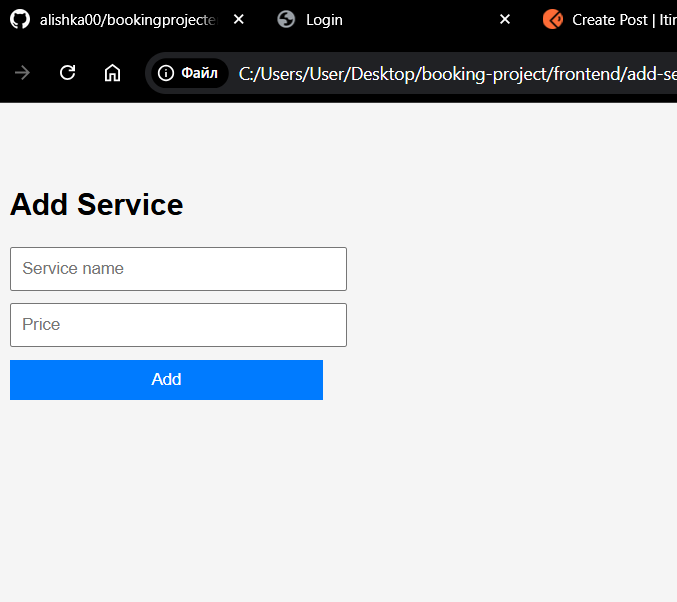 alishka00/bookingprojecte
Login
Create Post | Itir
Файл
C:/Users/User/Desktop/booking-project/frontend/add-se
Add Service
Service name
Price
Add